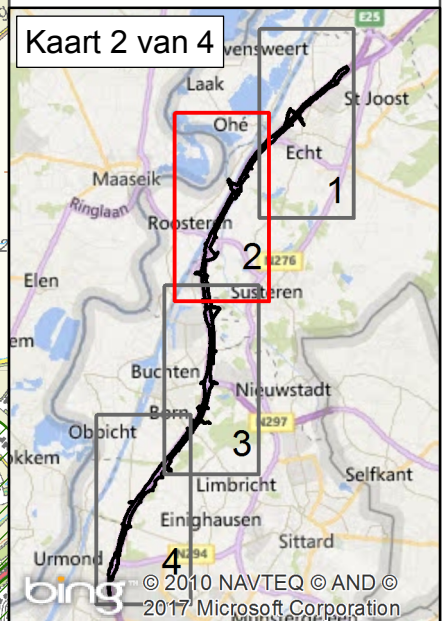 Kaart 2 van 4
vensweert
E25
Laak
St Joost
Ohé
Echt
Maaseik
1
Ringlaan
Roosteren
2
N276
Elen
Susteren
em
Buchten
Nieuwstadt
Born
N297
Obbicht
3
okkem
Limbricht
Selfkant
Einighausen
Sittard
Urmond
N294
4
bing™ © 2010 NAVTEQ © AND ©
2017 Microsoft Corporation